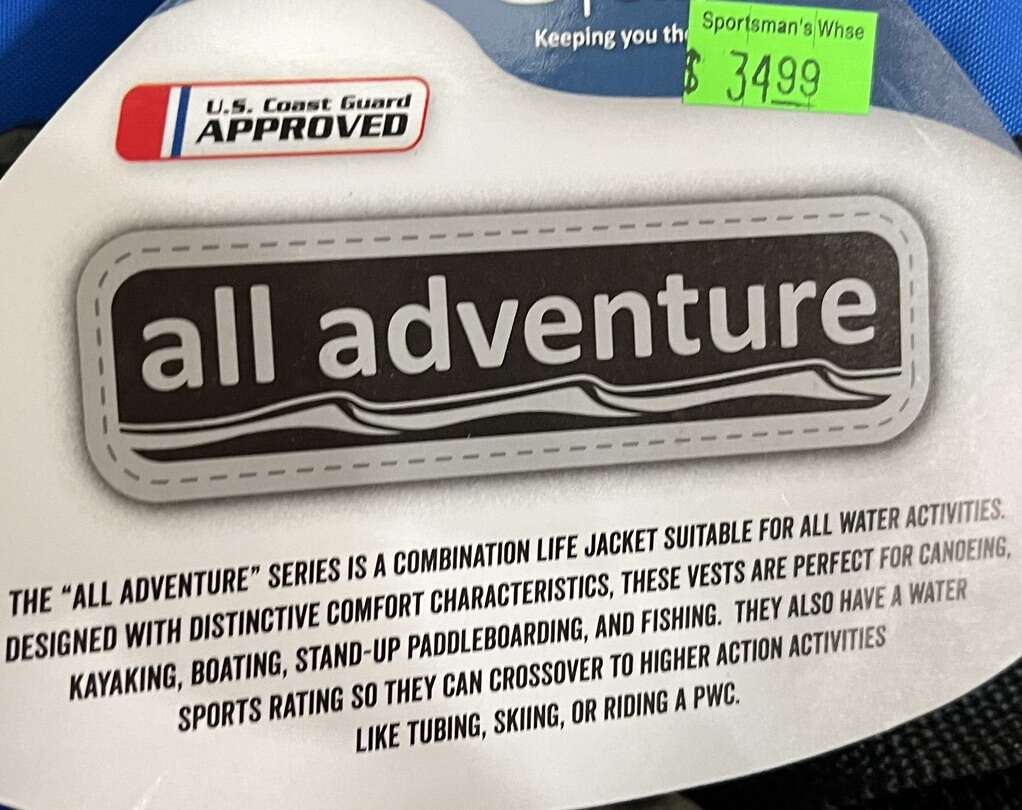 Keeping you
Sportsman's Whse
$ 3499
U.S. Coast Guard
APPROVED
all adventure
THE “ALL ADVENTURE” SERIES IS A COMBINATION LIFE JACKET SUITABLE FOR ALL WATER ACTIVITIES.
DESIGNED WITH DISTINCTIVE COMFORT CHARACTERISTICS, THESE VESTS ARE PERFECT FOR CANOEING,
KAYAKING, BOATING, STAND-UP PADDLEBOARDING, AND FISHING. THEY ALSO HAVE A WATER
SPORTS RATING SO THEY CAN CROSSOVER TO HIGHER ACTION ACTIVITIES
LIKE TUBING, SKIING, OR RIDING A PWC.